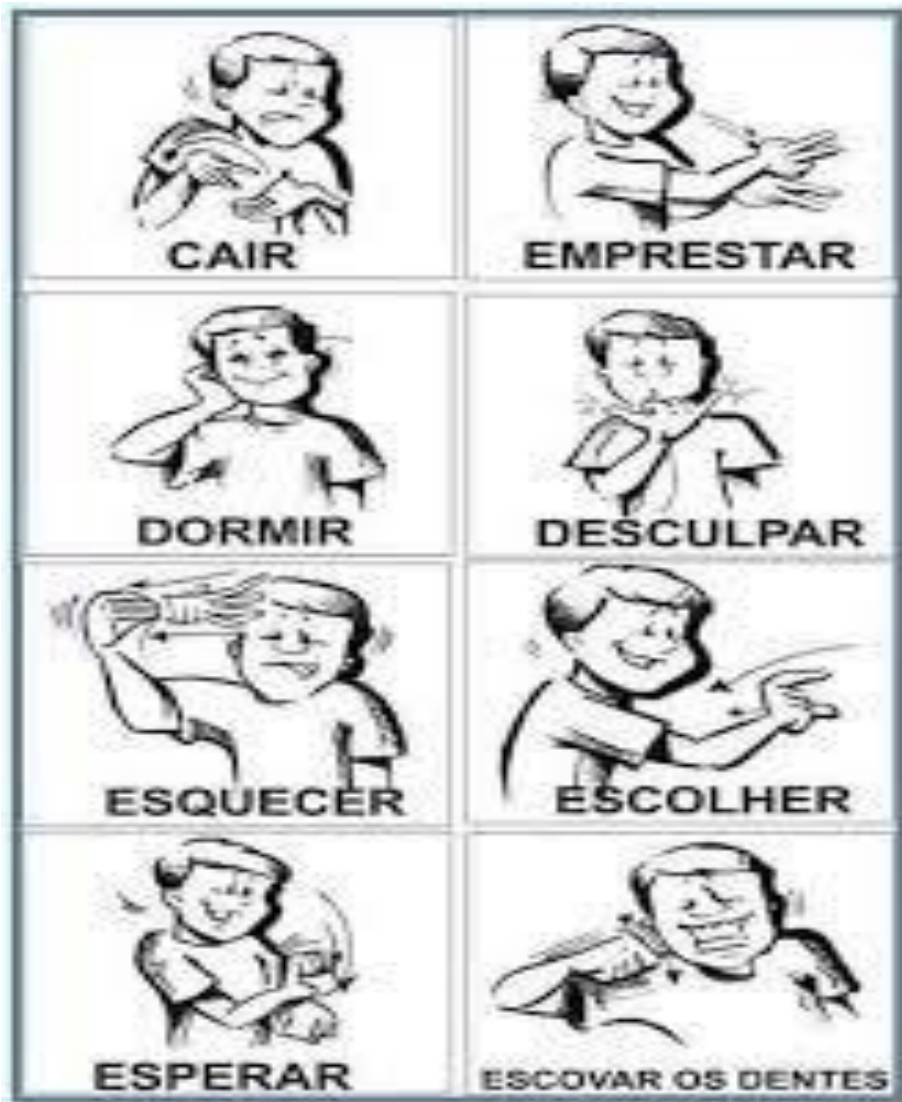 CAIR
EMPRESTAR
DORMIR
DESCULPAR
ESQUECER
ESCOLHER
ESPERAR
ESCOVAR OS DENTES